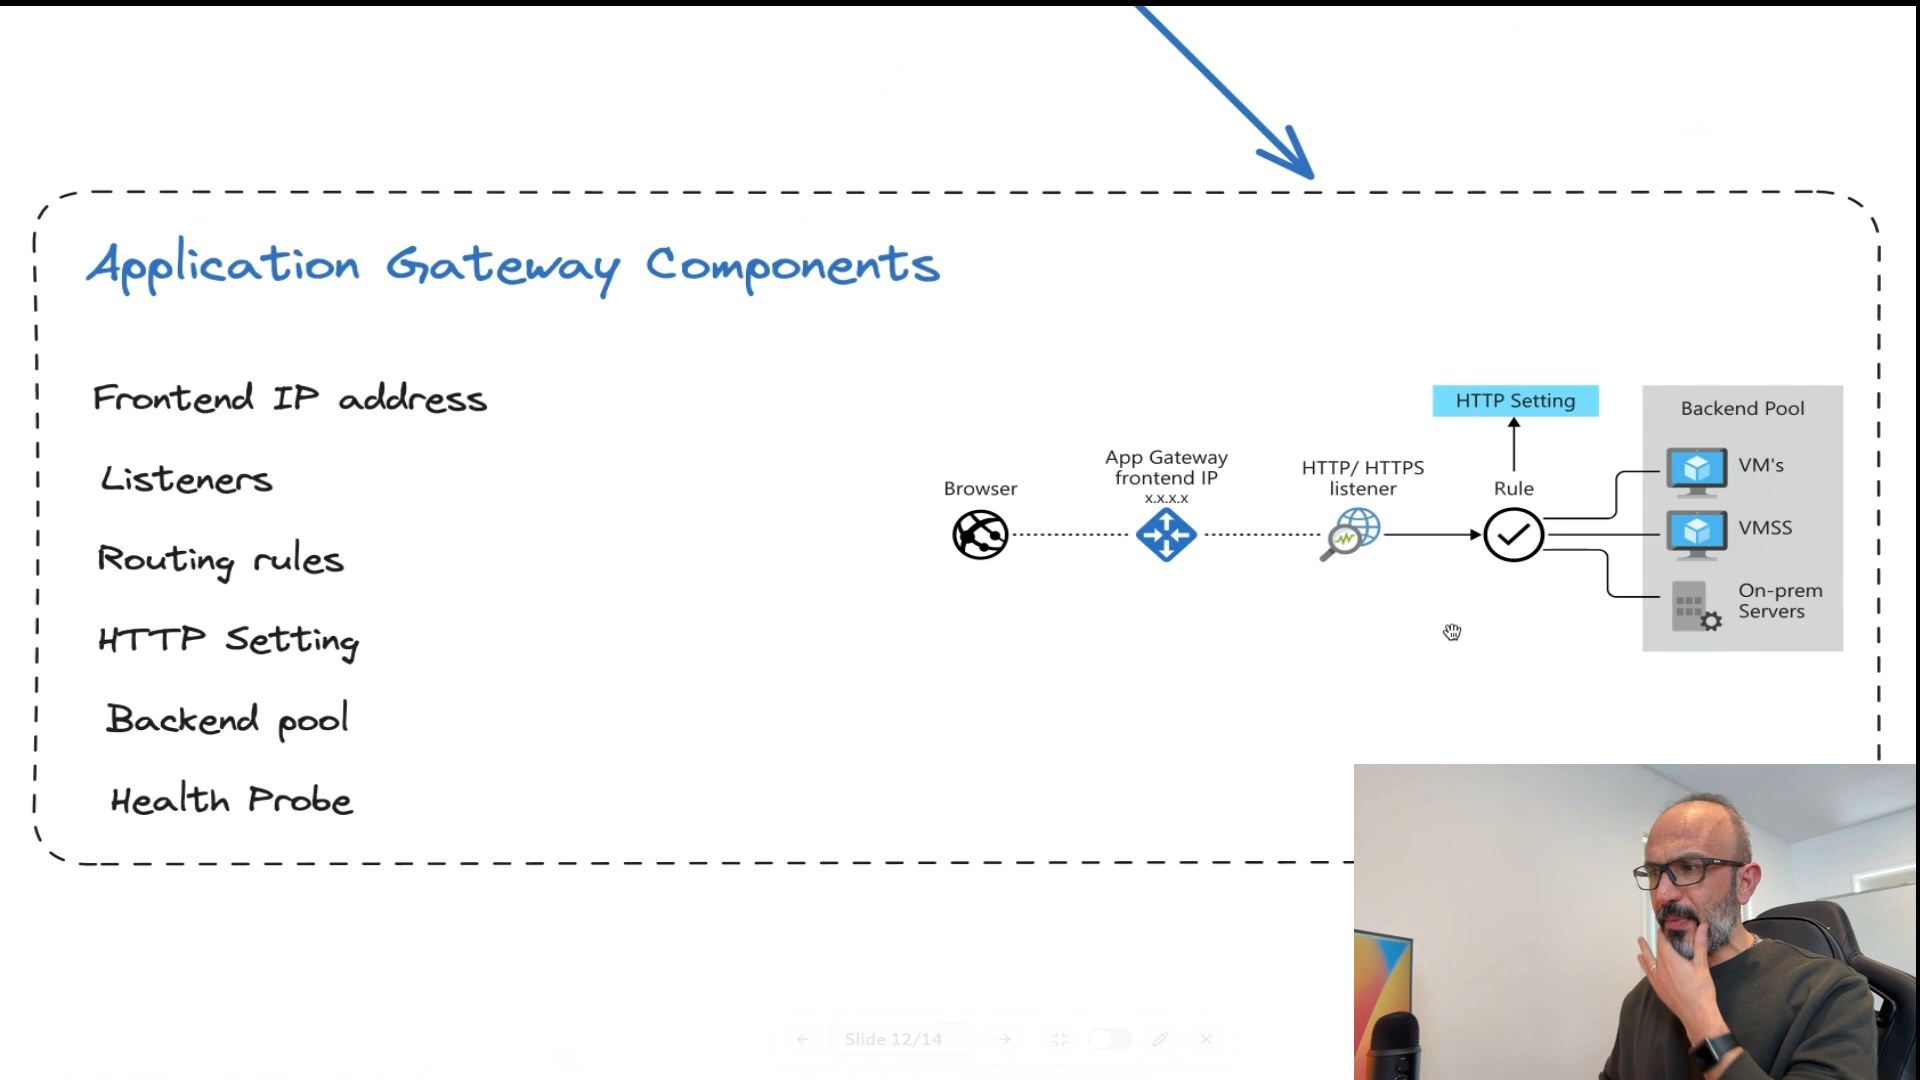 Application Gateway Components
Frontend IP address
Listeners
Routing rules
HTTP Setting
Backend pool
Health Probe
HTTP Setting
Backend Pool
App Gateway
frontend IP
x.x.x.x
HTTP/ HTTPS
listener
Browser
Rule
VM's
VMSS
On-prem
Servers
Slide 12/14